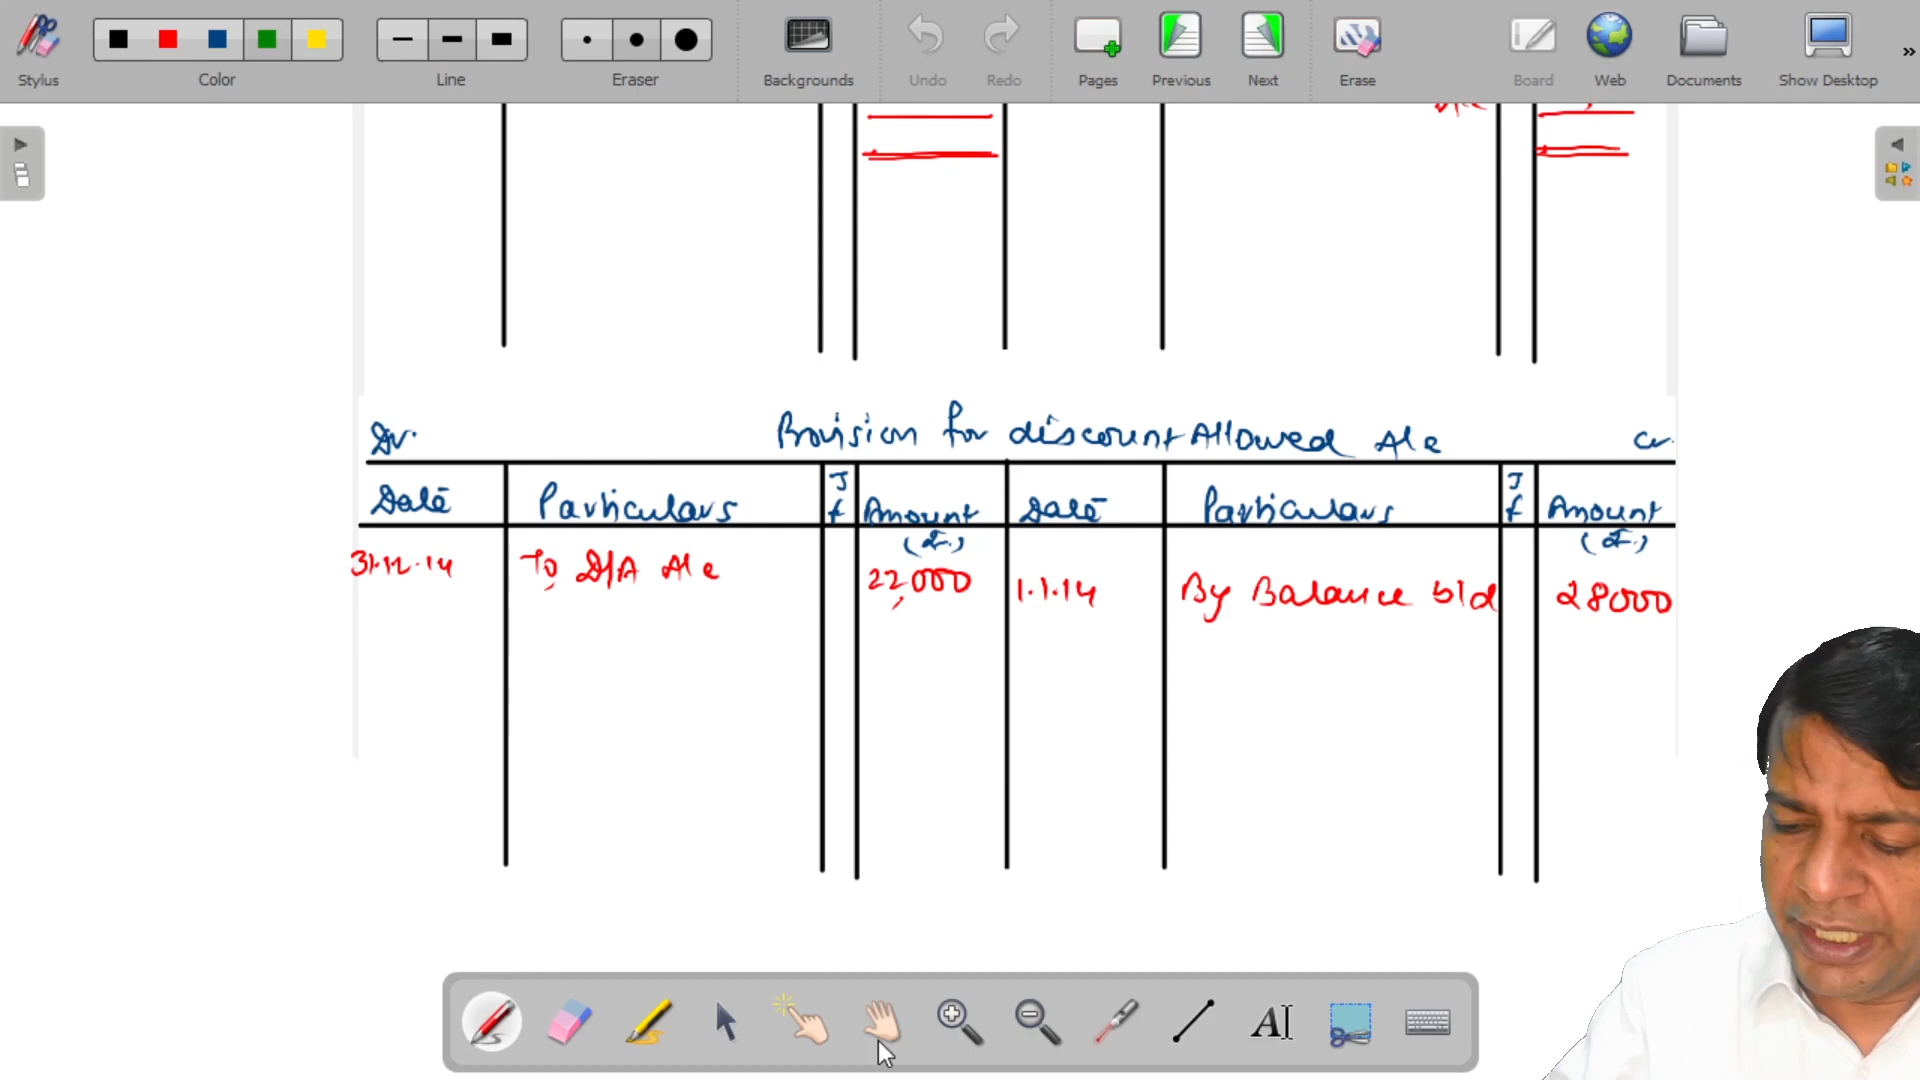 Stylus Color Line Eraser Backgrounds Undo Redo Pages Previous Next Erase Board Web Documents Show Desktop »
Dr. Provision for discount Allowed A/c Cr.
Date Particulars J f Amount Date Particulars J f Amount
(₹.) (₹.)
31.12.14 To D/A A/c 22,000 1.1.14 By Balance b/d 28000